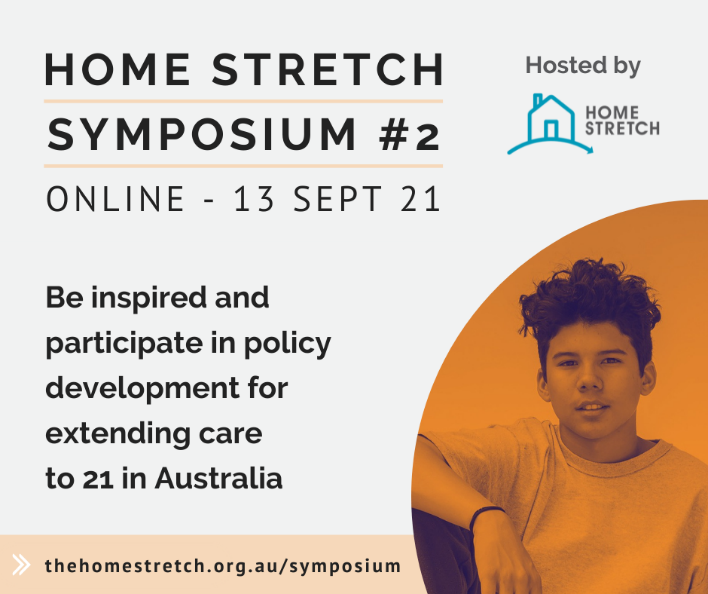 HOME STRETCH
SYMPOSIUM #2
ONLINE - 13 SEPT 21
Hosted by
HOME
STRETCH
Be inspired and
participate in policy
development for
extending care
to 21 in Australia
thehomestretch.org.au/symposium